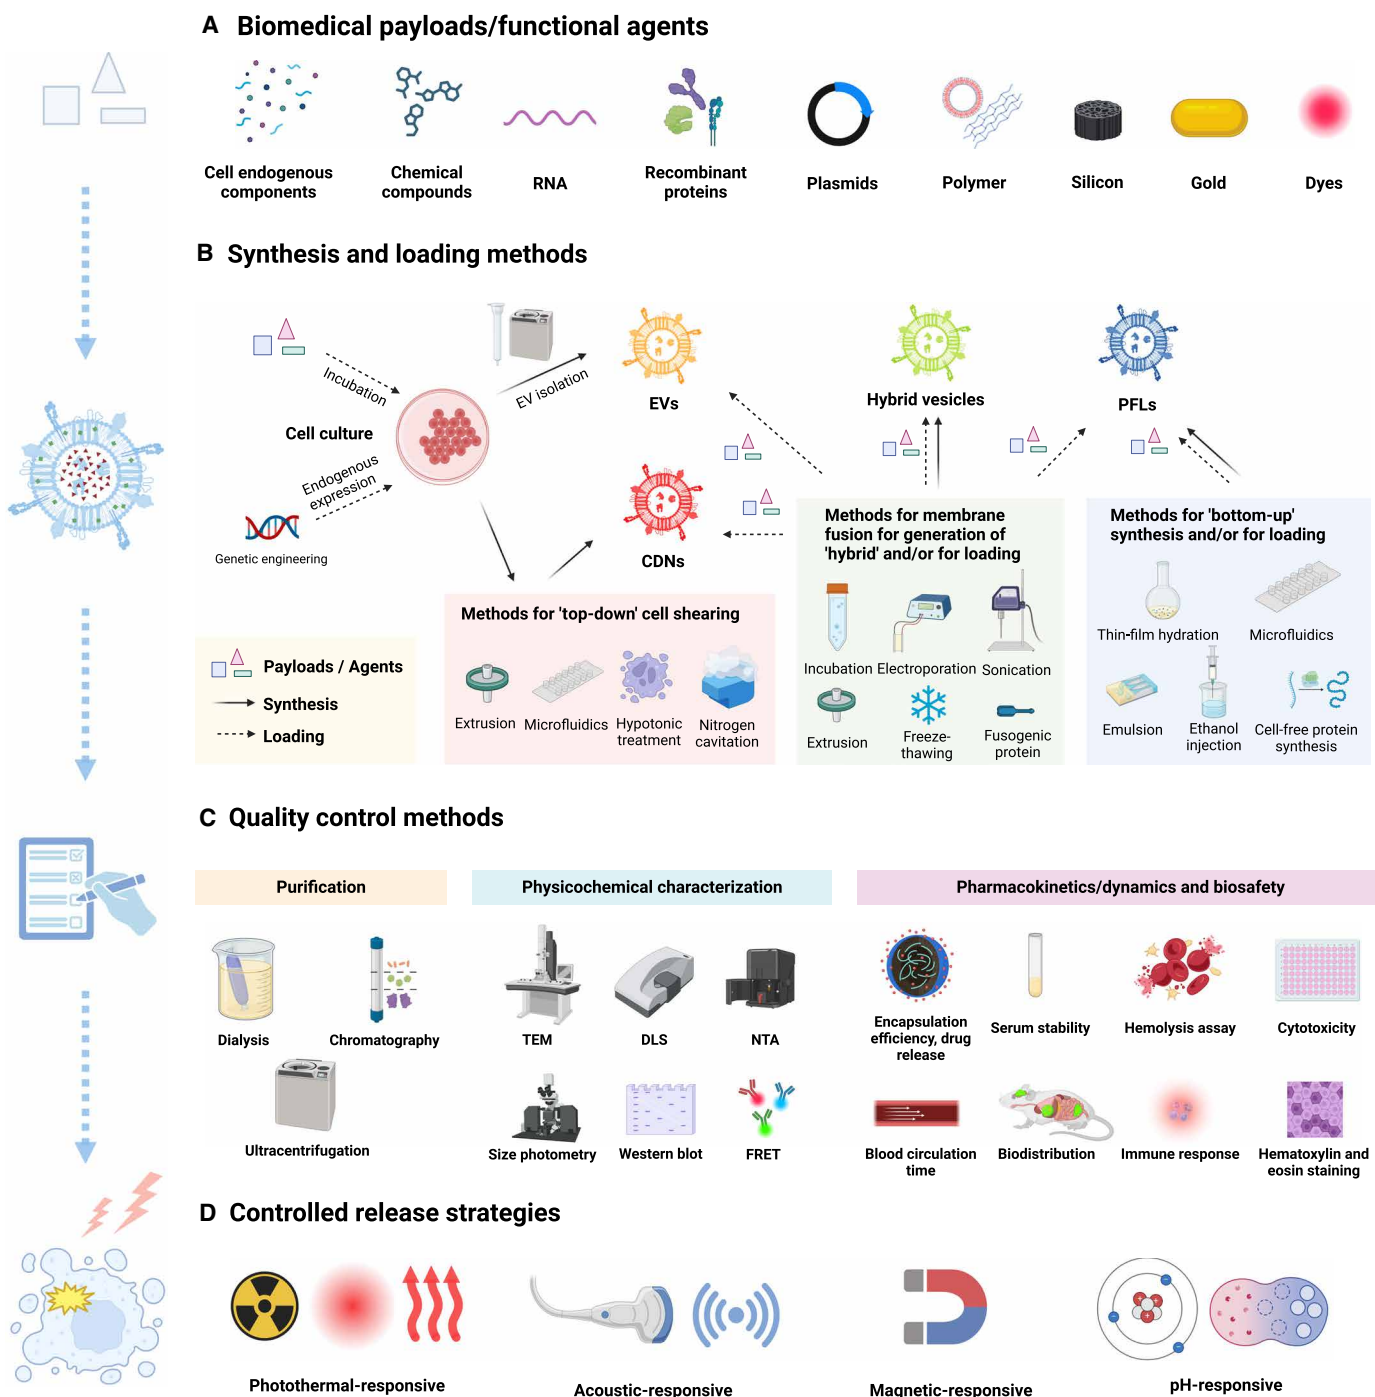 A Biomedical payloads/functional agents
Cell endogenous
components
Chemical
compounds
RNA
Recombinant
proteins
Plasmids
Polymer
Silicon
Gold
Dyes
B Synthesis and loading methods
Incubation
Cell culture
Endogenous
expression
Genetic engineering
EV isolation
EVs
Hybrid vesicles
PFLs
CDNs
Payloads / Agents
Synthesis
Loading
Methods for 'top-down' cell shearing
Extrusion
Microfluidics
Hypotonic
treatment
Nitrogen
cavitation
Methods for membrane
fusion for generation of
'hybrid' and/or for loading
Incubation
Electroporation
Sonication
Extrusion
Freeze-
thawing
Fusogenic
protein
Methods for 'bottom-up'
synthesis and/or for loading
Thin-film hydration
Microfluidics
Emulsion
Ethanol
injection
Cell-free protein
synthesis
C Quality control methods
Purification
Dialysis
Chromatography
Ultracentrifugation
Physicochemical characterization
TEM
DLS
NTA
Size photometry
Western blot
FRET
Pharmacokinetics/dynamics and biosafety
Encapsulation
efficiency, drug
release
Serum stability
Hemolysis assay
Cytotoxicity
Blood circulation
time
Biodistribution
Immune response
Hematoxylin and
eosin staining
D Controlled release strategies
Photothermal-responsive
Acoustic-responsive
Magnetic-responsive
pH-responsive